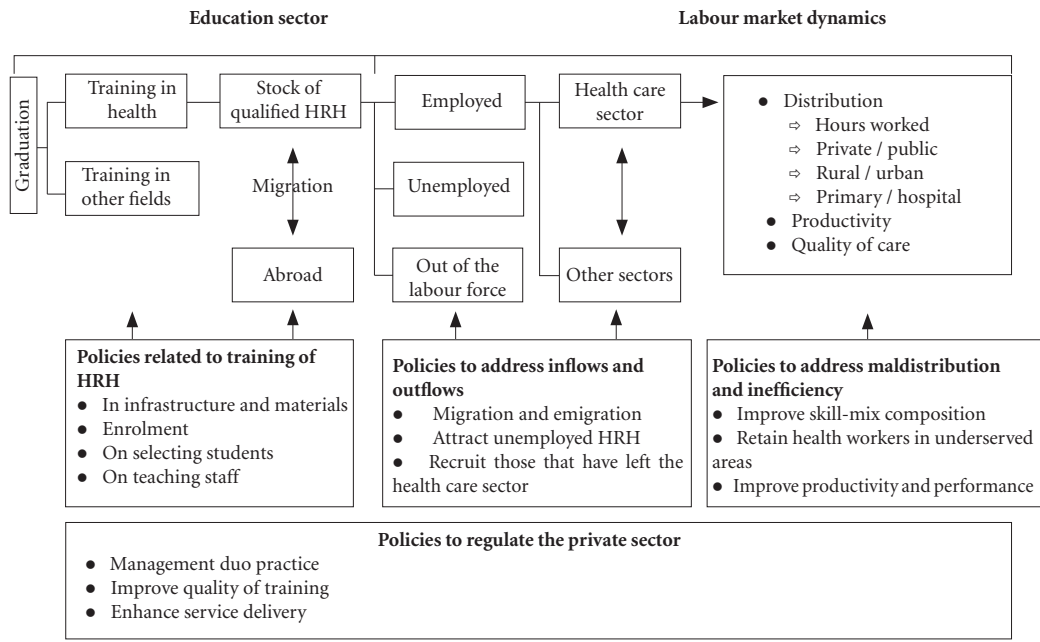 Education sector
Labour market dynamics
Graduation
Training in
health
Training in
other fields
Stock of
qualified HRH
Migration
Abroad
Employed
Unemployed
Out of the
labour force
Health care
sector
Other sectors
● Distribution
⇨ Hours worked
⇨ Private / public
⇨ Rural / urban
⇨ Primary / hospital
● Productivity
● Quality of care
Policies related to training of
HRH
● In infrastructure and materials
● Enrolment
● On selecting students
● On teaching staff
Policies to address inflows and
outflows
● Migration and emigration
● Attract unemployed HRH
● Recruit those that have left the
health care sector
Policies to address maldistribution
and inefficiency
● Improve skill-mix composition
● Retain health workers in underserved
areas
● Improve productivity and performance
Policies to regulate the private sector
● Management duo practice
● Improve quality of training
● Enhance service delivery